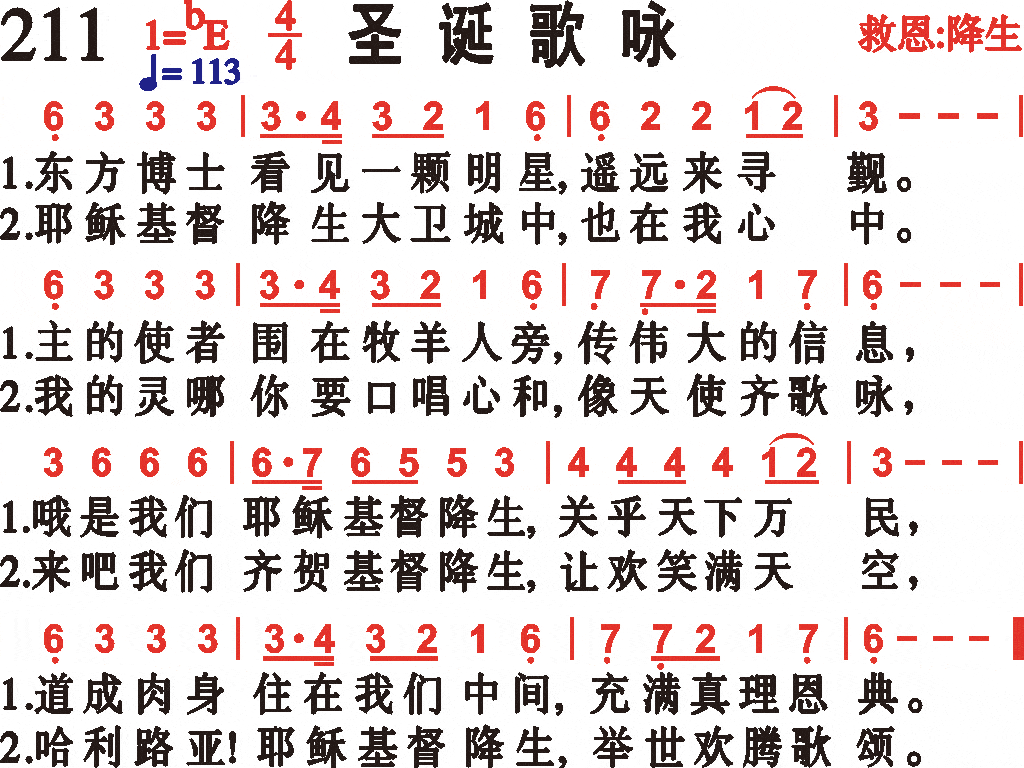 211 1=♭E 4/4 圣诞歌咏 救恩:降生
♩=113
6̣ 3 3 3 | 3·4 3 2 1 6̣ | 6̣ 2 2 1 2 | 3 - - - |
1.东方博士看见一颗明星,遥远来寻 觐。
2.耶稣基督降生大卫城中,也在我心 中。
6̣ 3 3 3 | 3·4 3 2 1 6̣ | 7̣ 7̣·2 1 7̣ | 6̣ - - - |
1.主的使者围在牧羊人旁,传伟大的信息，
2.我的灵哪你要口唱心和,像天使齐歌咏，
3 6 6 6 | 6·7 6 5 5 3 | 4 4 4 4 1 2 | 3 - - - |
1.哦是我们耶稣基督降生,关乎天下万 民，
2.来吧我们齐贺基督降生,让欢笑满天 空，
6̣ 3 3 3 | 3·4 3 2 1 6̣ | 7̣ 7̣ 2 1 7̣ | 6̣ - - -
1.道成肉身住在我们中间,充满真理恩典。
2.哈利路亚!耶稣基督降生,举世欢腾歌颂。